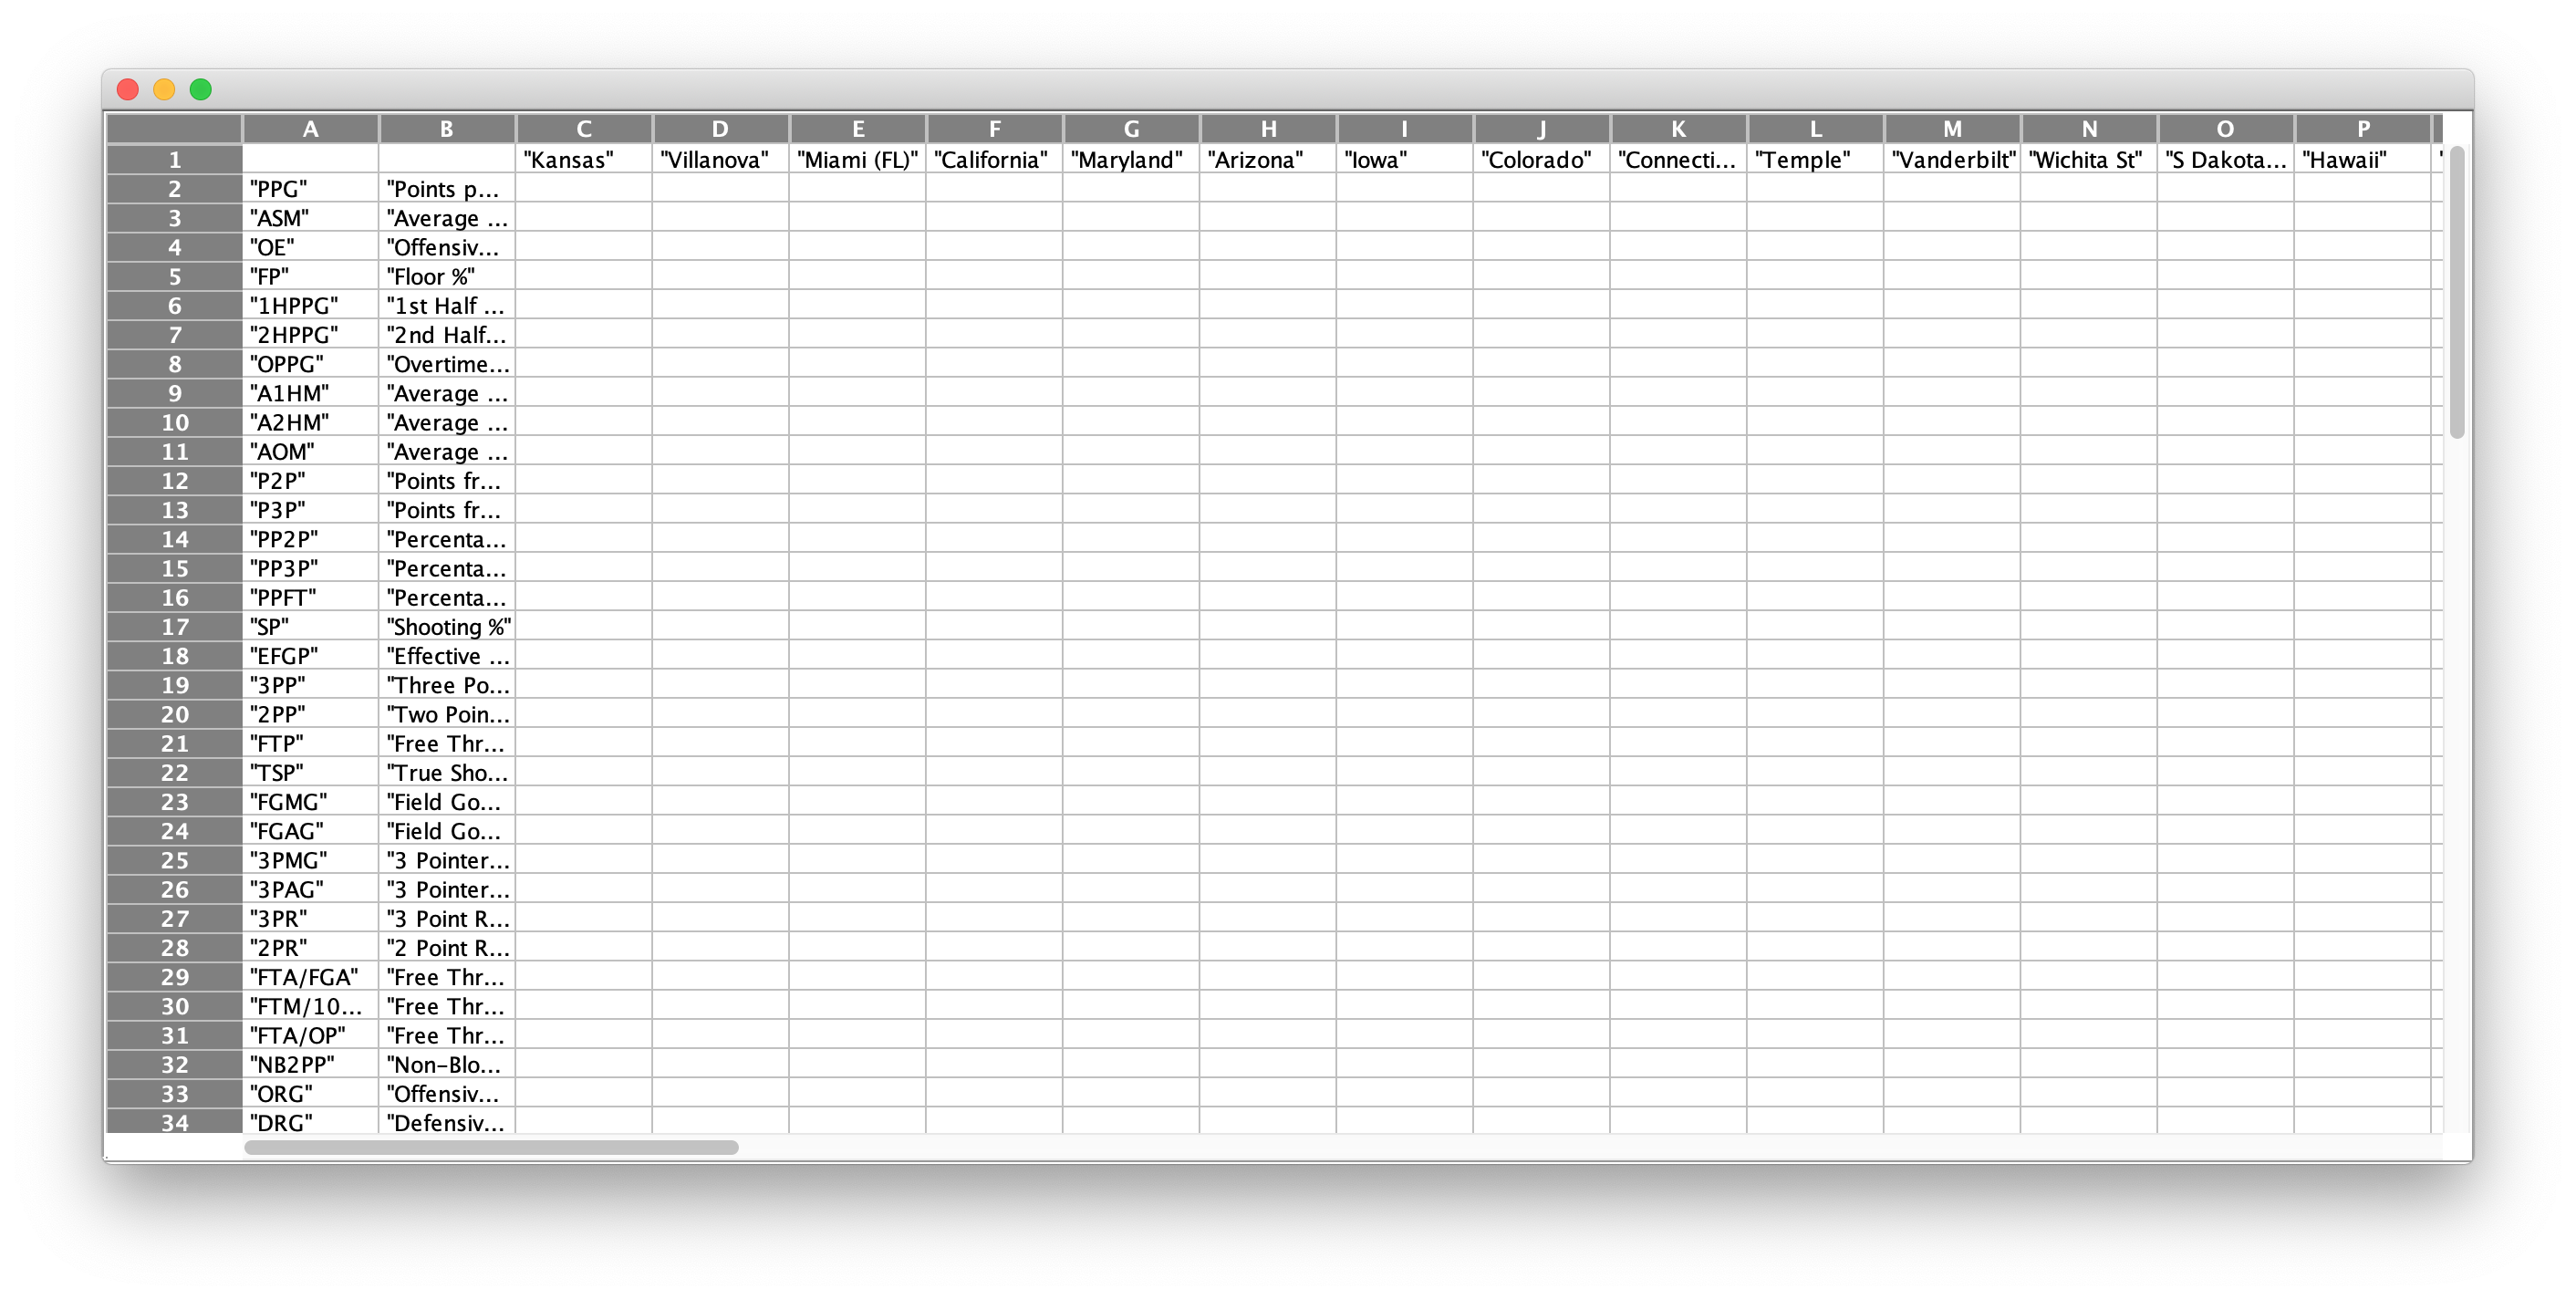 A B C D E F G H I J K L M N O P
1 "Kansas" "Villanova" "Miami (FL)" "California" "Maryland" "Arizona" "Iowa" "Colorado" "Connecti... "Temple" "Vanderbilt" "Wichita St" "S Dakota... "Hawaii" "
2 "PPG" "Points p...
3 "ASM" "Average ...
4 "OE" "Offensiv...
5 "FP" "Floor %"
6 "1HPPG" "1st Half ...
7 "2HPPG" "2nd Half...
8 "OPPG" "Overtime...
9 "A1HM" "Average ...
10 "A2HM" "Average ...
11 "AOM" "Average ...
12 "P2P" "Points fr...
13 "P3P" "Points fr...
14 "PP2P" "Percenta...
15 "PP3P" "Percenta...
16 "PPFT" "Percenta...
17 "SP" "Shooting %"
18 "EFGP" "Effective ...
19 "3PP" "Three Po...
20 "2PP" "Two Poin...
21 "FTP" "Free Thr...
22 "TSP" "True Sho...
23 "FGMG" "Field Go...
24 "FGAG" "Field Go...
25 "3PMG" "3 Pointer...
26 "3PAG" "3 Pointer...
27 "3PR" "3 Point R...
28 "2PR" "2 Point R...
29 "FTA/FGA" "Free Thr...
30 "FTM/10... "Free Thr...
31 "FTA/OP" "Free Thr...
32 "NB2PP" "Non-Blo...
33 "ORG" "Offensiv...
34 "DRG" "Defensiv...